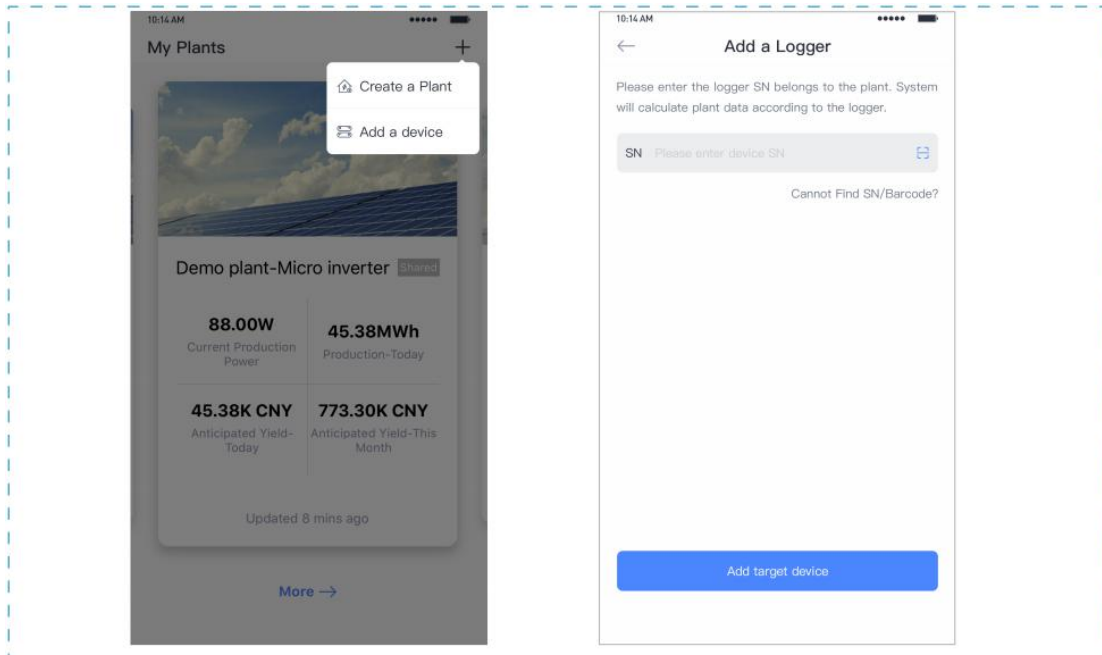 10:14 AM
My Plants
+
Create a Plant
Add a device
Demo plant-Micro inverter Shared
88.00W
Current Production
Power
45.38MWh
Production-Today
45.38K CNY
Anticipated Yield-
Today
773.30K CNY
Anticipated Yield-This
Month
Updated 8 mins ago
More →
10:14 AM
← Add a Logger
Please enter the logger SN belongs to the plant. System
will calculate plant data according to the logger.
SN Please enter device SN
Cannot Find SN/Barcode?
Add target device